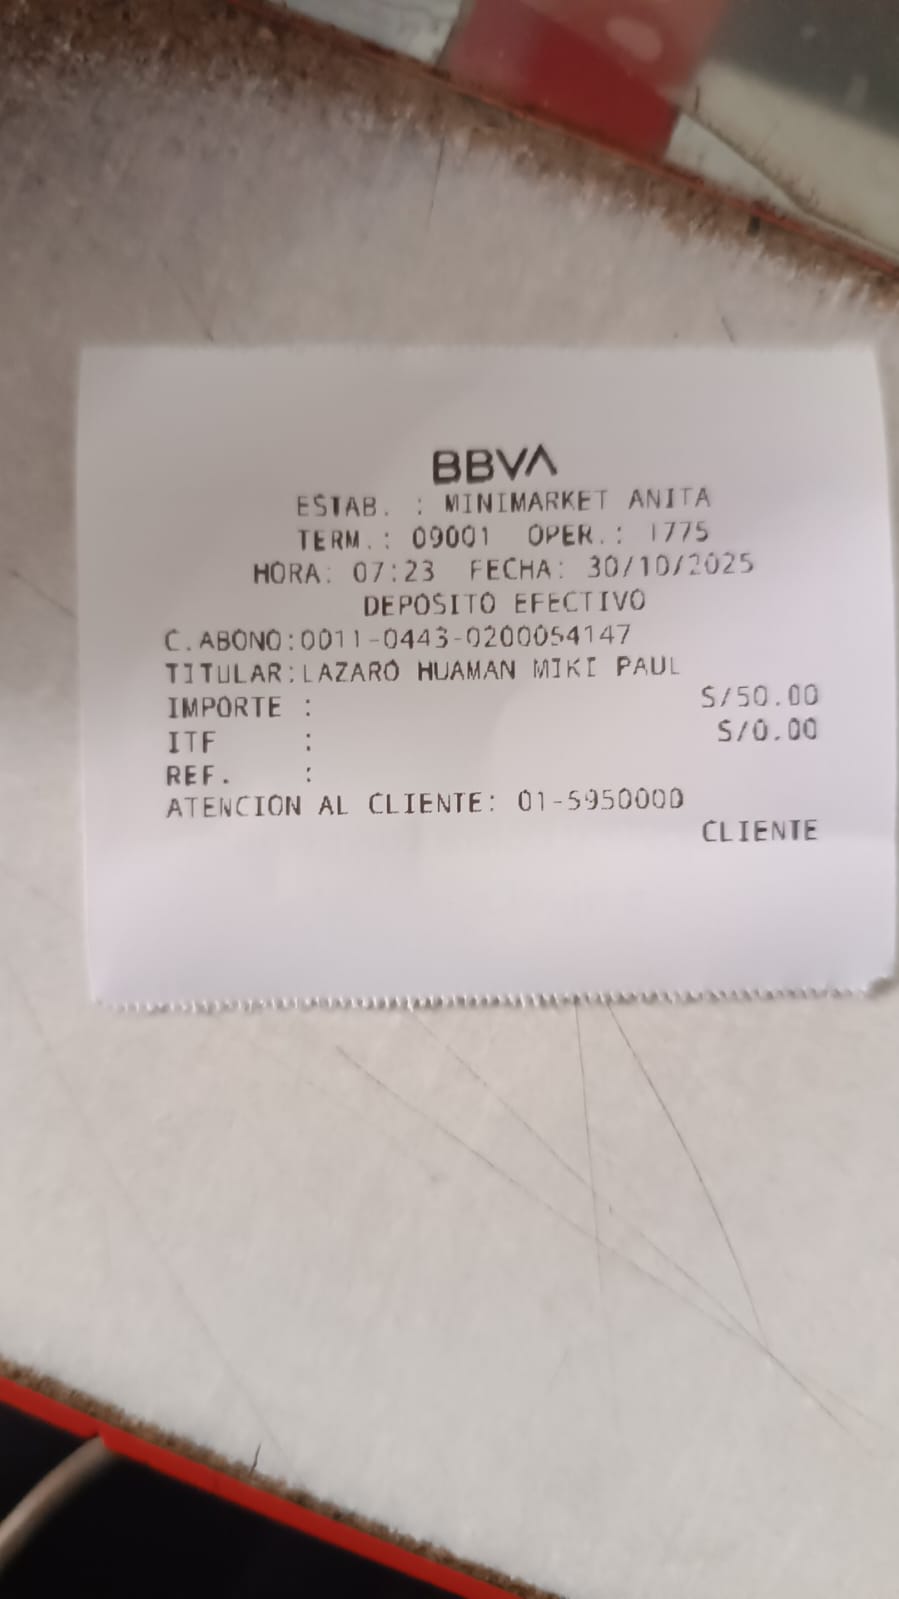 BBVA
ESTAB. : MINIMARKET ANITA
TERM.: 09001 OPER.: 1775
HORA: 07:23 FECHA: 30/10/2025
DEPOSITO EFECTIVO
C.ABONO:0011-0443-0200054147
TITULAR:LAZARO HUAMAN MIKI PAUL
IMPORTE : S/50.00
ITF : S/0.00
REF. :
ATENCION AL CLIENTE: 01-5950000
CLIENTE